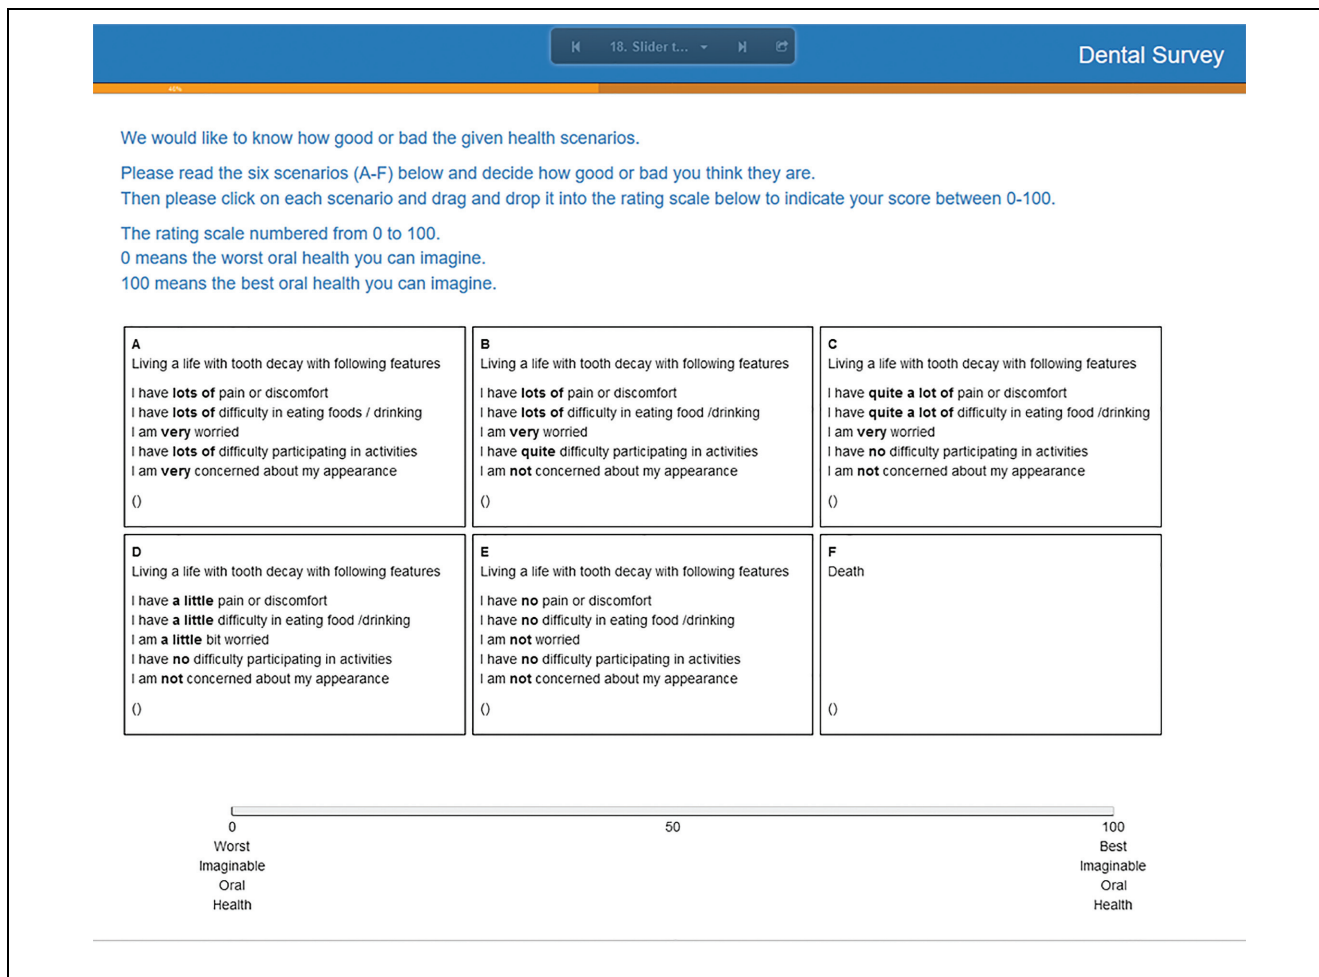 18. Slider t...
Dental Survey
We would like to know how good or bad the given health scenarios.
Please read the six scenarios (A-F) below and decide how good or bad you think they are.
Then please click on each scenario and drag and drop it into the rating scale below to indicate your score between 0-100.
The rating scale numbered from 0 to 100.
0 means the worst oral health you can imagine.
100 means the best oral health you can imagine.
A
Living a life with tooth decay with following features
I have lots of pain or discomfort
I have lots of difficulty in eating foods / drinking
I am very worried
I have lots of difficulty participating in activities
I am very concerned about my appearance
()
B
Living a life with tooth decay with following features
I have lots of pain or discomfort
I have lots of difficulty in eating food /drinking
I am very worried
I have quite difficulty participating in activities
I am not concerned about my appearance
()
C
Living a life with tooth decay with following features
I have quite a lot of pain or discomfort
I have quite a lot of difficulty in eating food /drinking
I am very worried
I have no difficulty participating in activities
I am not concerned about my appearance
()
D
Living a life with tooth decay with following features
I have a little pain or discomfort
I have a little difficulty in eating food /drinking
I am a little bit worried
I have no difficulty participating in activities
I am not concerned about my appearance
()
E
Living a life with tooth decay with following features
I have no pain or discomfort
I have no difficulty in eating food /drinking
I am not worried
I have no difficulty participating in activities
I am not concerned about my appearance
()
F
Death
()
0
Worst
Imaginable
Oral
Health
50
100
Best
Imaginable
Oral
Health